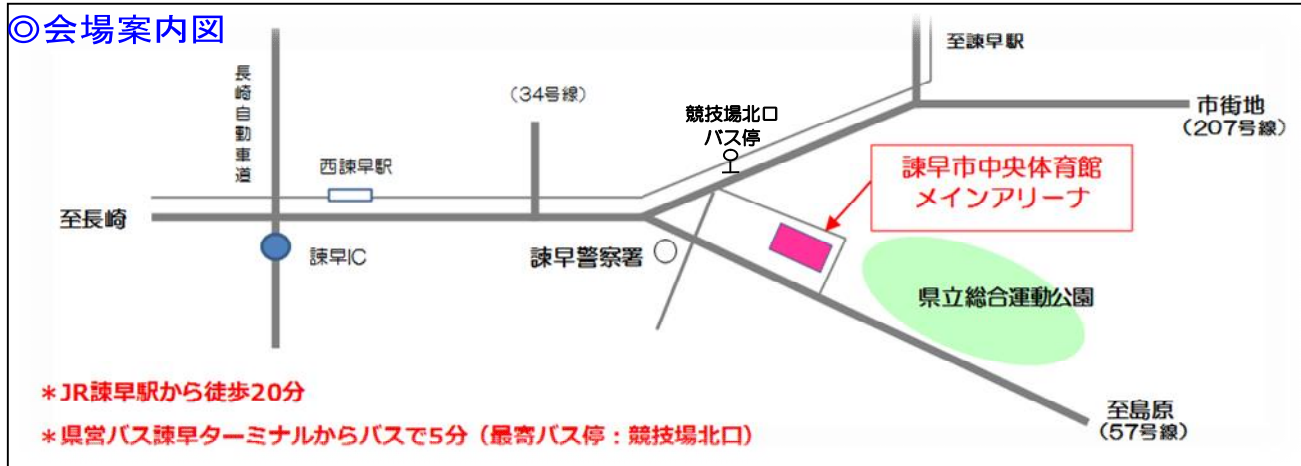 ◎会場案内図
至諫早駅
長崎自動車道
(34号線)
競技場北口
バス停
市街地
(207号線)
西諫早駅
諫早市中央体育館
メインアリーナ
至長崎
諫早IC
諫早警察署
県立総合運動公園
＊JR諫早駅から徒歩20分
至島原
(57号線)
＊県営バス諫早ターミナルからバスで5分（最寄バス停：競技場北口）